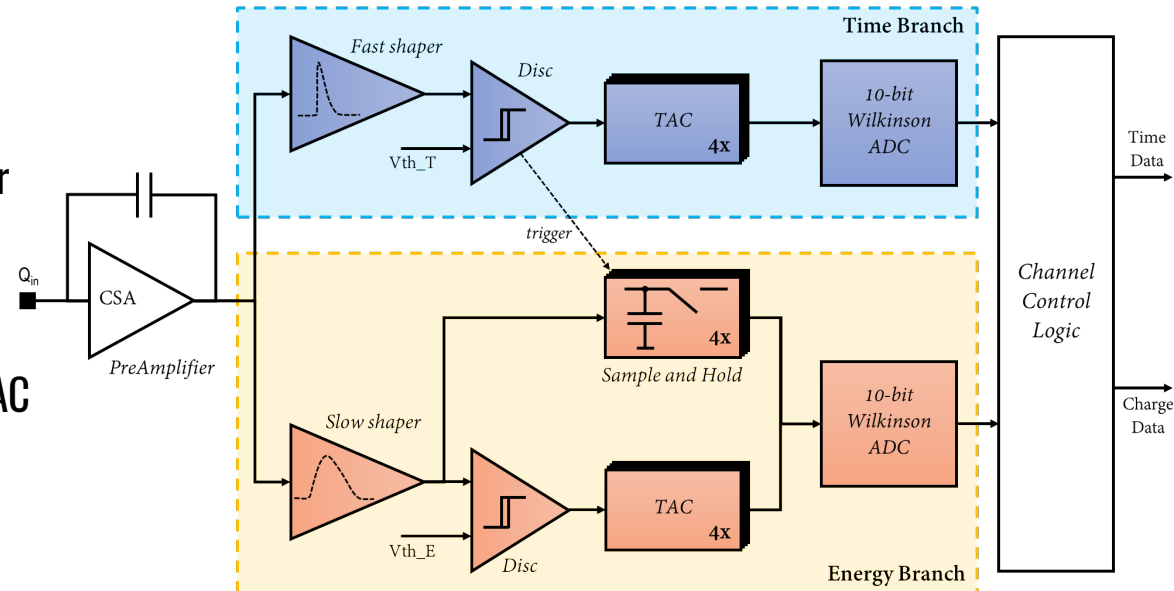 Time Branch
Fast shaper
Disc
TAC
4x
10-bit
Wilkinson
ADC
Vth_T
Time
Data
r
trigger
Qin
CSA
PreAmplifier
4x
Sample and Hold
Channel
Control
Logic
AC
Slow shaper
10-bit
Wilkinson
ADC
Charge
Data
TAC
4x
Vth_E
Disc
Energy Branch